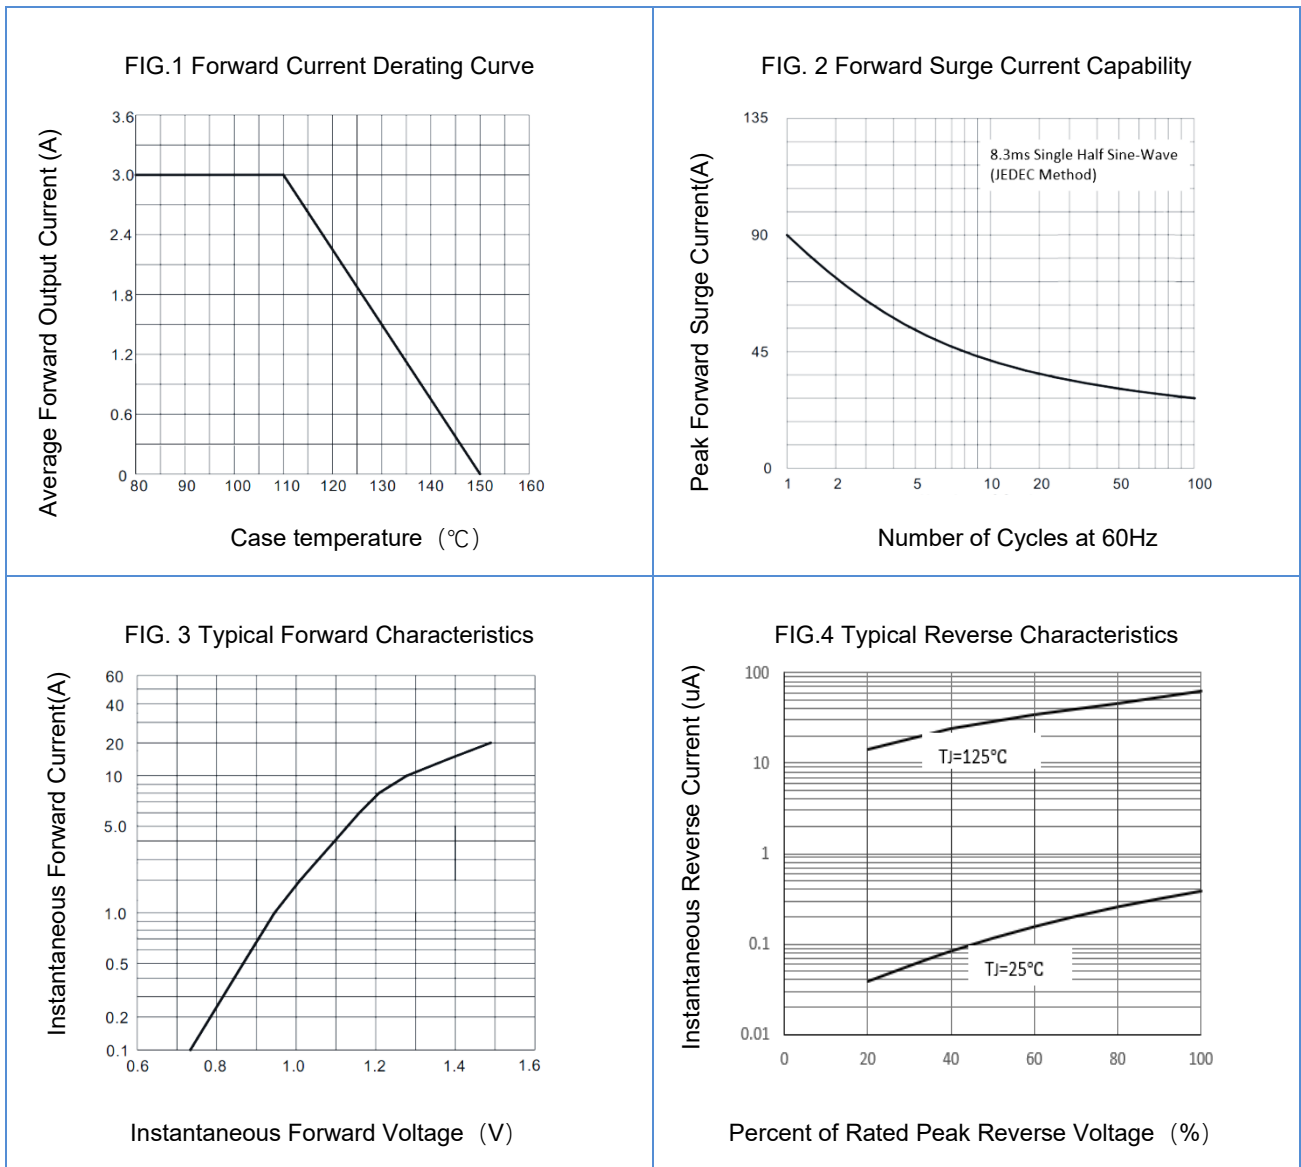 FIG.1 Forward Current Derating Curve
Average Forward Output Current (A)
3.6
3.0
2.4
1.8
1.2
0.6
0
80 90 100 110 120 130 140 150 160
Case temperature（℃）
FIG. 2 Forward Surge Current Capability
Peak Forward Surge Current(A)
135
90
45
0
8.3ms Single Half Sine-Wave
(JEDEC Method)
1 2 5 10 20 50 100
Number of Cycles at 60Hz
FIG. 3 Typical Forward Characteristics
Instantaneous Forward Current(A)
60
40
20
10
5.0
1.0
0.5
0.2
0.1
0.6 0.8 1.0 1.2 1.4 1.6
Instantaneous Forward Voltage（V）
FIG.4 Typical Reverse Characteristics
Instantaneous Reverse Current (uA)
100
10
1
0.1
0.01
TJ=125℃
TJ=25℃
0 20 40 60 80 100
Percent of Rated Peak Reverse Voltage（%）